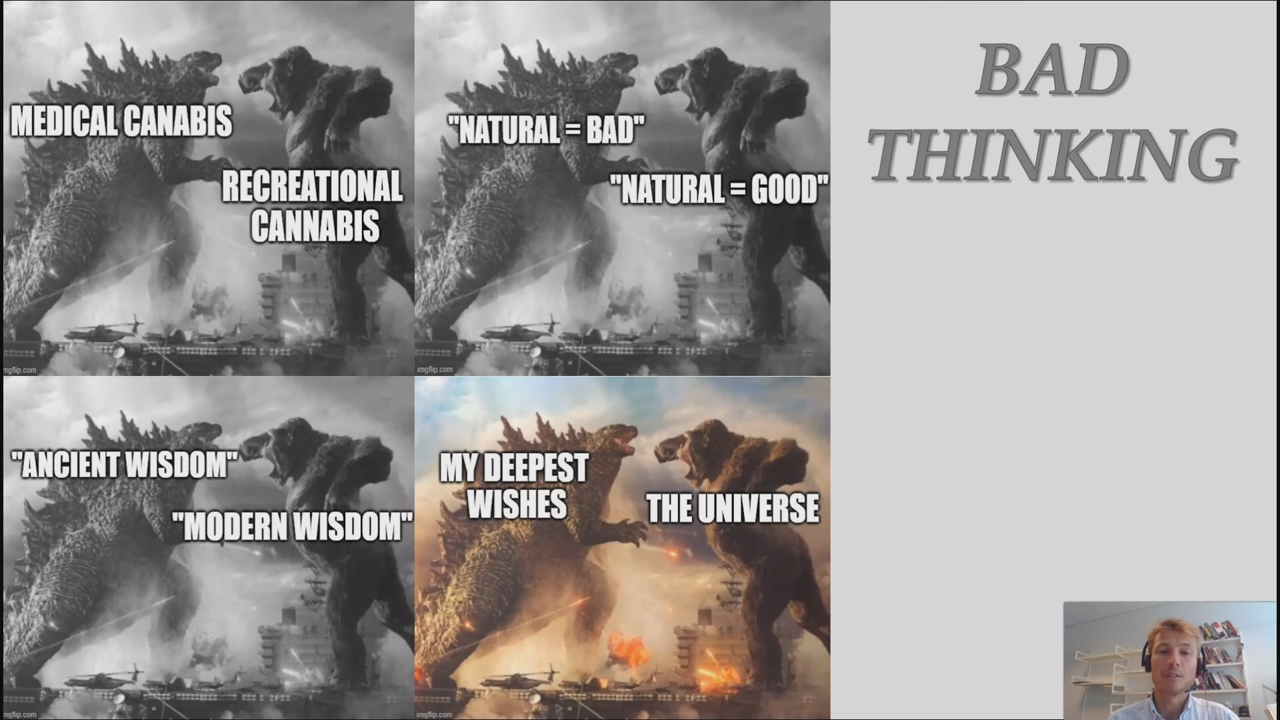 MEDICAL CANABIS
RECREATIONAL
CANNABIS
imgflip.com
"NATURAL = BAD"
"NATURAL = GOOD"
imgflip.com
BAD
THINKING
"ANCIENT WISDOM"
"MODERN WISDOM"
imgflip.com
MY DEEPEST
WISHES
THE UNIVERSE
imgflip.com